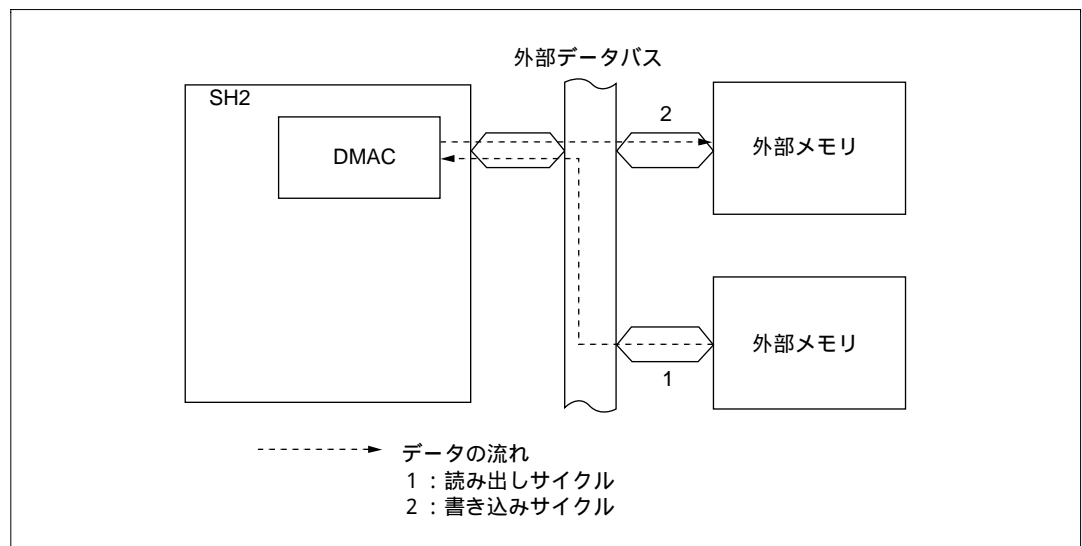 外部データバス
SH2
DMAC
2
外部メモリ
外部メモリ
1
データの流れ
1：読み出しサイクル
2：書き込みサイクル